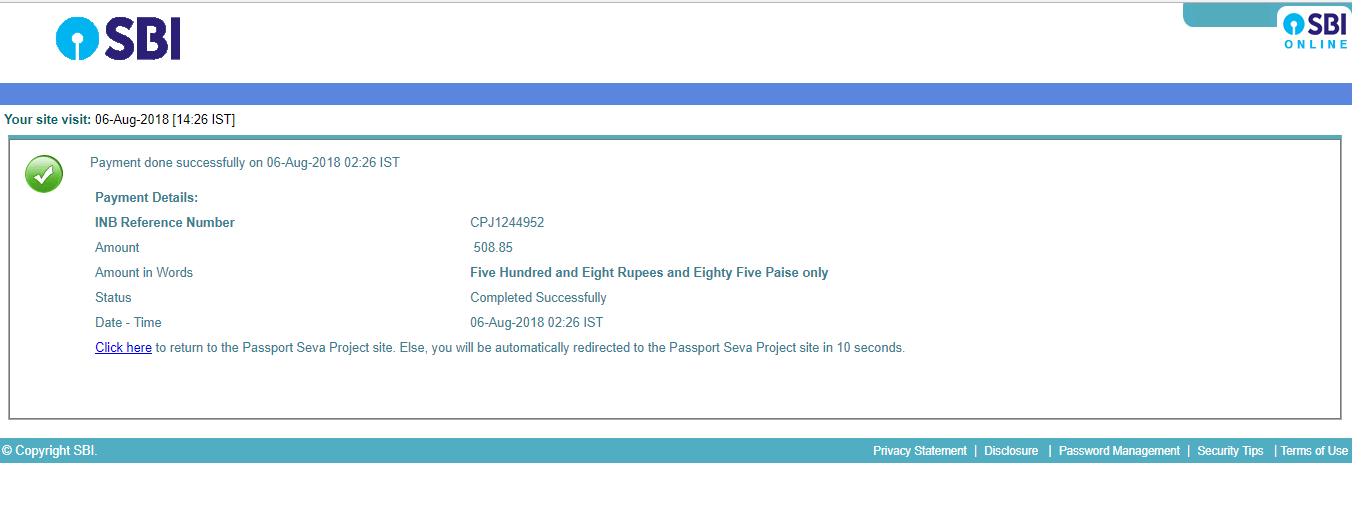 SBI
SBI
ONLINE
Your site visit: 06-Aug-2018 [14:26 IST]
Payment done successfully on 06-Aug-2018 02:26 IST
Payment Details:
INB Reference Number CPJ1244952
Amount 508.85
Amount in Words Five Hundred and Eight Rupees and Eighty Five Paise only
Status Completed Successfully
Date - Time 06-Aug-2018 02:26 IST
Click here to return to the Passport Seva Project site. Else, you will be automatically redirected to the Passport Seva Project site in 10 seconds.
© Copyright SBI. Privacy Statement | Disclosure | Password Management | Security Tips | Terms of Use